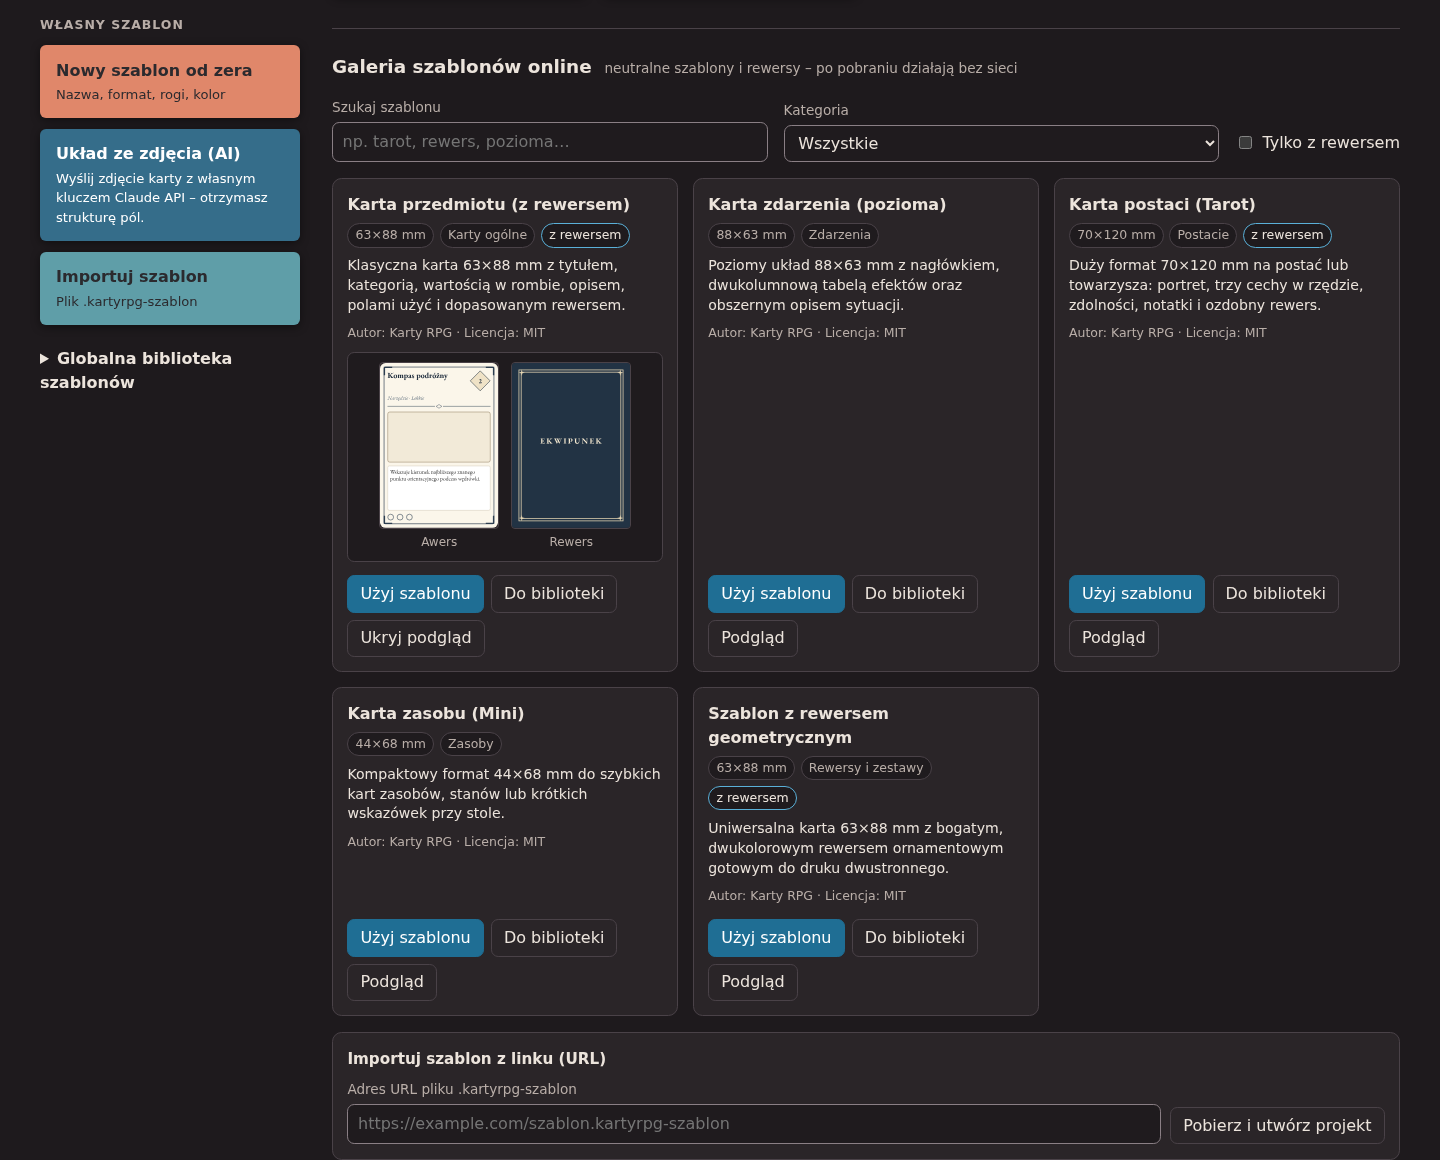 WŁASNY SZABLON
Nowy szablon od zera
Nazwa, format, rogi, kolor
Układ ze zdjęcia (AI)
Wyślij zdjęcie karty z własnym
kluczem Claude API – otrzymasz
strukturę pól.
Importuj szablon
Plik .kartyrpg-szablon
Globalna biblioteka
szablonów
Galeria szablonów online neutralne szablony i rewersy – po pobraniu działają bez sieci
Szukaj szablonu
np. tarot, rewers, pozioma…
Kategoria
Wszystkie
Tylko z rewersem
Karta przedmiotu (z rewersem)
63×88 mm Karty ogólne z rewersem
Klasyczna karta 63×88 mm z tytułem,
kategorią, wartością w rombie, opisem,
polami użyć i dopasowanym rewersem.
Autor: Karty RPG · Licencja: MIT
Kompas podróżny
2
Narzędzie · Lekkie
Wskazuje kierunek najbliższego znanego
punktu orientacyjnego podczas wędrówki.
EKWIPUNEK
Awers
Rewers
Użyj szablonu
Do biblioteki
Ukryj podgląd
Karta zdarzenia (pozioma)
88×63 mm Zdarzenia
Poziomy układ 88×63 mm z nagłówkiem,
dwukolumnową tabelą efektów oraz
obszernym opisem sytuacji.
Autor: Karty RPG · Licencja: MIT
Użyj szablonu
Do biblioteki
Podgląd
Karta postaci (Tarot)
70×120 mm Postacie z rewersem
Duży format 70×120 mm na postać lub
towarzysza: portret, trzy cechy w rzędzie,
zdolności, notatki i ozdobny rewers.
Autor: Karty RPG · Licencja: MIT
Użyj szablonu
Do biblioteki
Podgląd
Karta zasobu (Mini)
44×68 mm Zasoby
Kompaktowy format 44×68 mm do szybkich
kart zasobów, stanów lub krótkich
wskazówek przy stole.
Autor: Karty RPG · Licencja: MIT
Użyj szablonu
Do biblioteki
Podgląd
Szablon z rewersem
geometrycznym
63×88 mm Rewersy i zestawy
z rewersem
Uniwersalna karta 63×88 mm z bogatym,
dwukolorowym rewersem ornamentowym
gotowym do druku dwustronnego.
Autor: Karty RPG · Licencja: MIT
Użyj szablonu
Do biblioteki
Podgląd
Importuj szablon z linku (URL)
Adres URL pliku .kartyrpg-szablon
https://example.com/szablon.kartyrpg-szablon
Pobierz i utwórz projekt